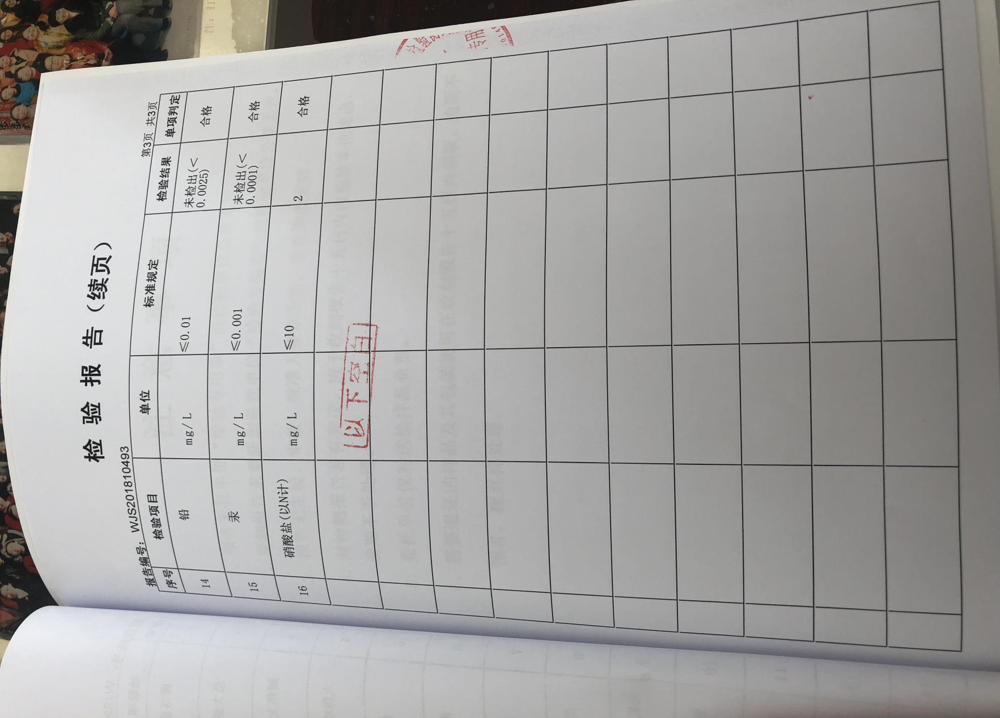 检 验 报 告（续页）
报告编号：WJS201810493 第3页 共3页
序号 检验项目 单位 标准规定 检验结果 单项判定
14 铅 mg/L ≤0.01 未检出(<
0.0025) 合格
15 汞 mg/L ≤0.001 未检出(<
0.0001) 合格
16 硝酸盐(以N计) mg/L ≤10 2 合格
以下空白
检验
专用